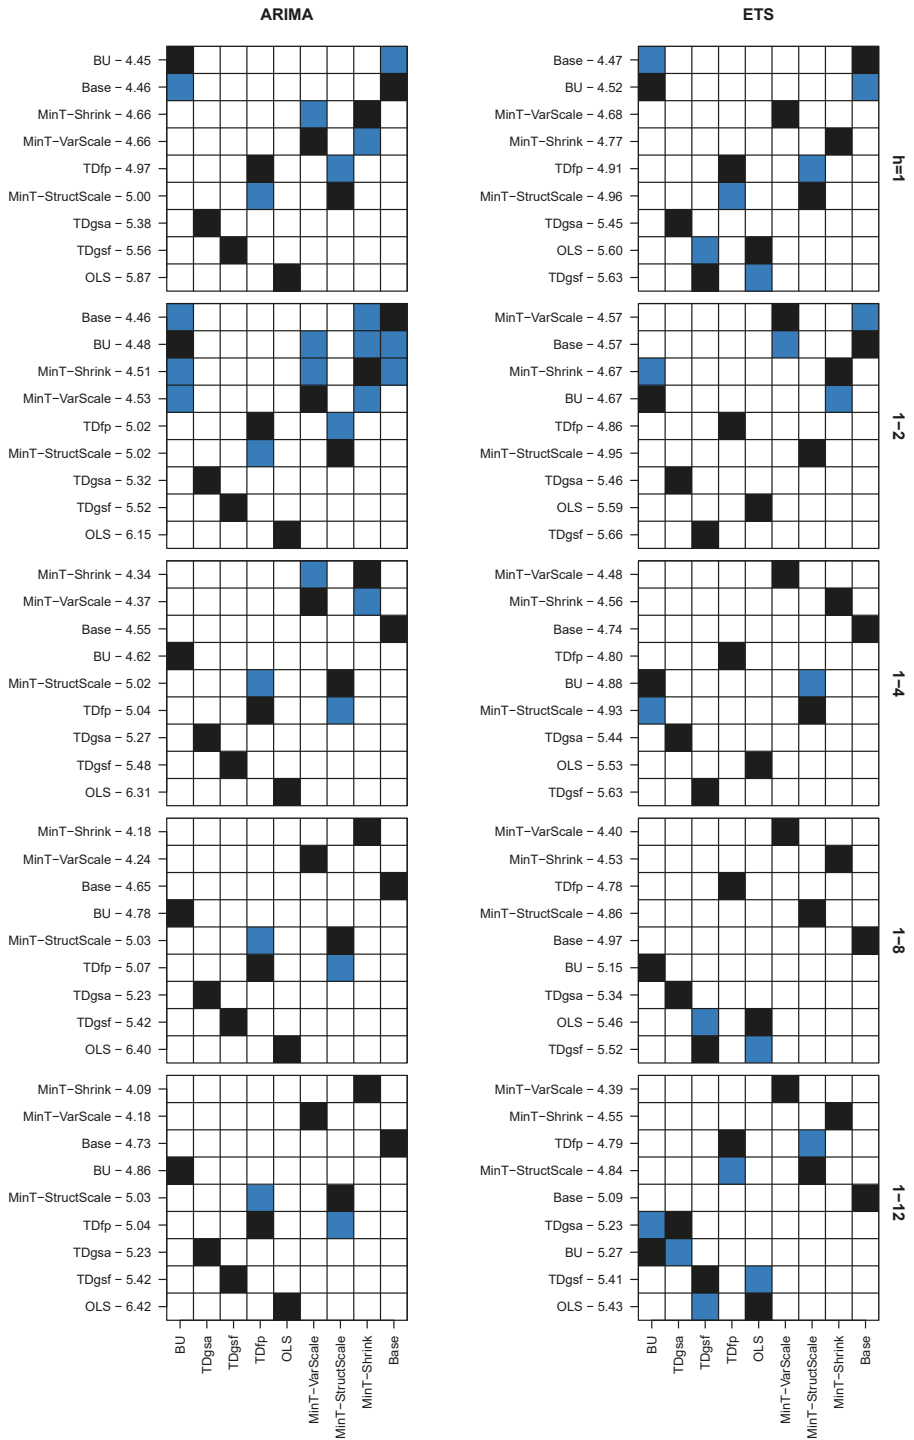 ARIMA
ETS
BU − 4.45
Base − 4.46
MinT−Shrink − 4.66
MinT−VarScale − 4.66
TDfp − 4.97
MinT−StructScale − 5.00
TDgsa − 5.38
TDgsf − 5.56
OLS − 5.87
Base − 4.47
BU − 4.52
MinT−VarScale − 4.68
MinT−Shrink − 4.77
TDfp − 4.91
MinT−StructScale − 4.96
TDgsa − 5.45
OLS − 5.60
TDgsf − 5.63
h=1
Base − 4.46
BU − 4.48
MinT−Shrink − 4.51
MinT−VarScale − 4.53
TDfp − 5.02
MinT−StructScale − 5.02
TDgsa − 5.32
TDgsf − 5.52
OLS − 6.15
MinT−VarScale − 4.57
Base − 4.57
MinT−Shrink − 4.67
BU − 4.67
TDfp − 4.86
MinT−StructScale − 4.95
TDgsa − 5.46
OLS − 5.59
TDgsf − 5.66
1−2
MinT−Shrink − 4.34
MinT−VarScale − 4.37
Base − 4.55
BU − 4.62
MinT−StructScale − 5.02
TDfp − 5.04
TDgsa − 5.27
TDgsf − 5.48
OLS − 6.31
MinT−VarScale − 4.48
MinT−Shrink − 4.56
Base − 4.74
TDfp − 4.80
BU − 4.88
MinT−StructScale − 4.93
TDgsa − 5.44
OLS − 5.53
TDgsf − 5.63
1−4
MinT−Shrink − 4.18
MinT−VarScale − 4.24
Base − 4.65
BU − 4.78
MinT−StructScale − 5.03
TDfp − 5.07
TDgsa − 5.23
TDgsf − 5.42
OLS − 6.40
MinT−VarScale − 4.40
MinT−Shrink − 4.53
TDfp − 4.78
MinT−StructScale − 4.86
Base − 4.97
BU − 5.15
TDgsa − 5.34
OLS − 5.46
TDgsf − 5.52
1−8
MinT−Shrink − 4.09
MinT−VarScale − 4.18
Base − 4.73
BU − 4.86
MinT−StructScale − 5.03
TDfp − 5.04
TDgsa − 5.23
TDgsf − 5.42
OLS − 6.42
MinT−VarScale − 4.39
MinT−Shrink − 4.55
TDfp − 4.79
MinT−StructScale − 4.84
Base − 5.09
TDgsa − 5.23
BU − 5.27
TDgsf − 5.41
OLS − 5.43
1−12
BU
TDgsa
TDgsf
TDfp
OLS
MinT−VarScale
MinT−StructScale
MinT−Shrink
Base
BU
TDgsa
TDgsf
TDfp
OLS
MinT−VarScale
MinT−StructScale
MinT−Shrink
Base